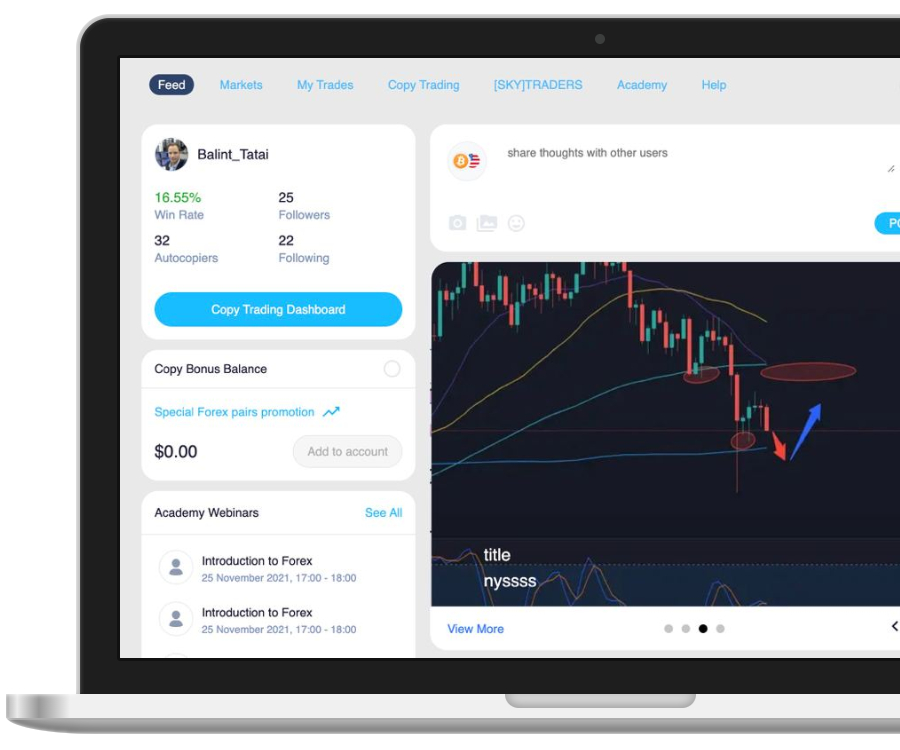 Feed Markets My Trades Copy Trading [SKY]TRADERS Academy Help
Balint_Tatai
16.55% 25
Win Rate Followers
32 22
Autocopiers Following
Copy Trading Dashboard
Copy Bonus Balance
Special Forex pairs promotion
$0.00 Add to account
Academy Webinars See All
Introduction to Forex
25 November 2021, 17:00 - 18:00
Introduction to Forex
25 November 2021, 17:00 - 18:00
share thoughts with other users
title
nyssss
View More